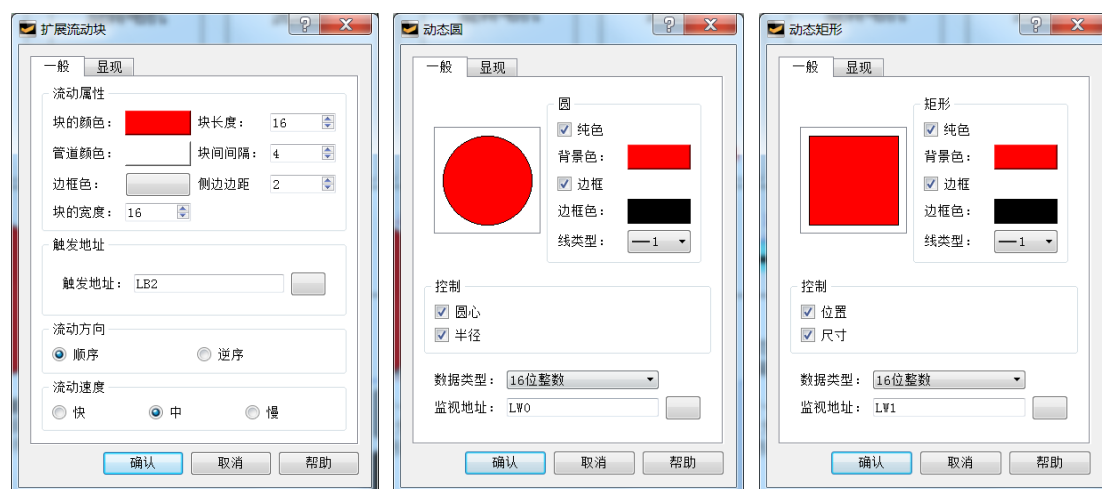 扩展流动块
一般 显现
流动属性
块的颜色： 块长度： 16
管道颜色： 块间间隔： 4
边框色： 侧边边距 2
块的宽度： 16
触发地址
触发地址： LB2
流动方向
顺序 逆序
流动速度
快 中 慢
确认 取消 帮助
动态圆
一般 显现
圆
纯色
背景色：
边框
边框色：
线类型： 1
控制
圆心
半径
数据类型： 16位整数
监视地址： LW0
确认 取消 帮助
动态矩形
一般 显现
矩形
纯色
背景色：
边框
边框色：
线类型： 1
控制
位置
尺寸
数据类型： 16位整数
监视地址： LW1
确认 取消 帮助